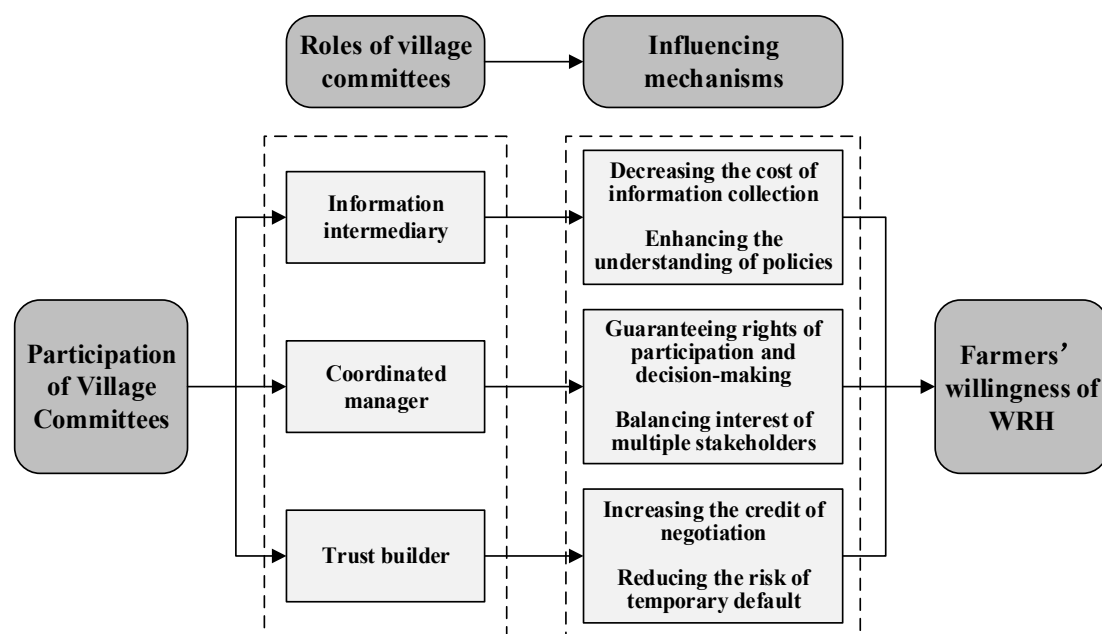 Roles of village
committees
Influencing
mechanisms
Participation
of Village
Committees
Information
intermediary
Coordinated
manager
Trust builder
Decreasing the cost of
information collection
Enhancing the
understanding of policies
Guaranteeing rights of
participation and
decision-making
Balancing interest of
multiple stakeholders
Increasing the credit of
negotiation
Reducing the risk of
temporary default
Farmers’
willingness of
WRH